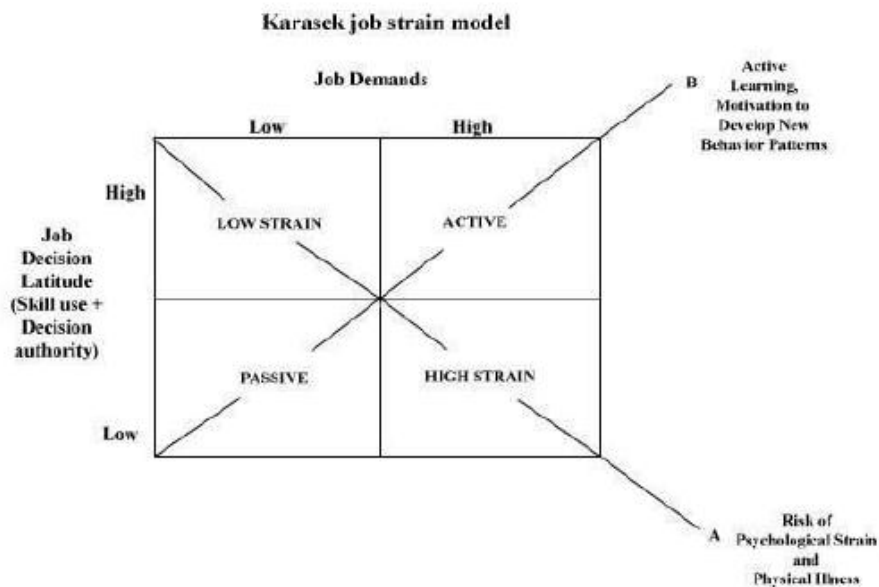 Karasek job strain model
Job Demands
Low
High
B
Active
Learning,
Motivation to
Develop New
Behavior Patterns
High
LOW STRAIN
ACTIVE
Job
Decision
Latitude
(Skill use +
Decision
authority)
PASSIVE
HIGH STRAIN
Low
A
Risk of
Psychological Strain
and
Physical Illness